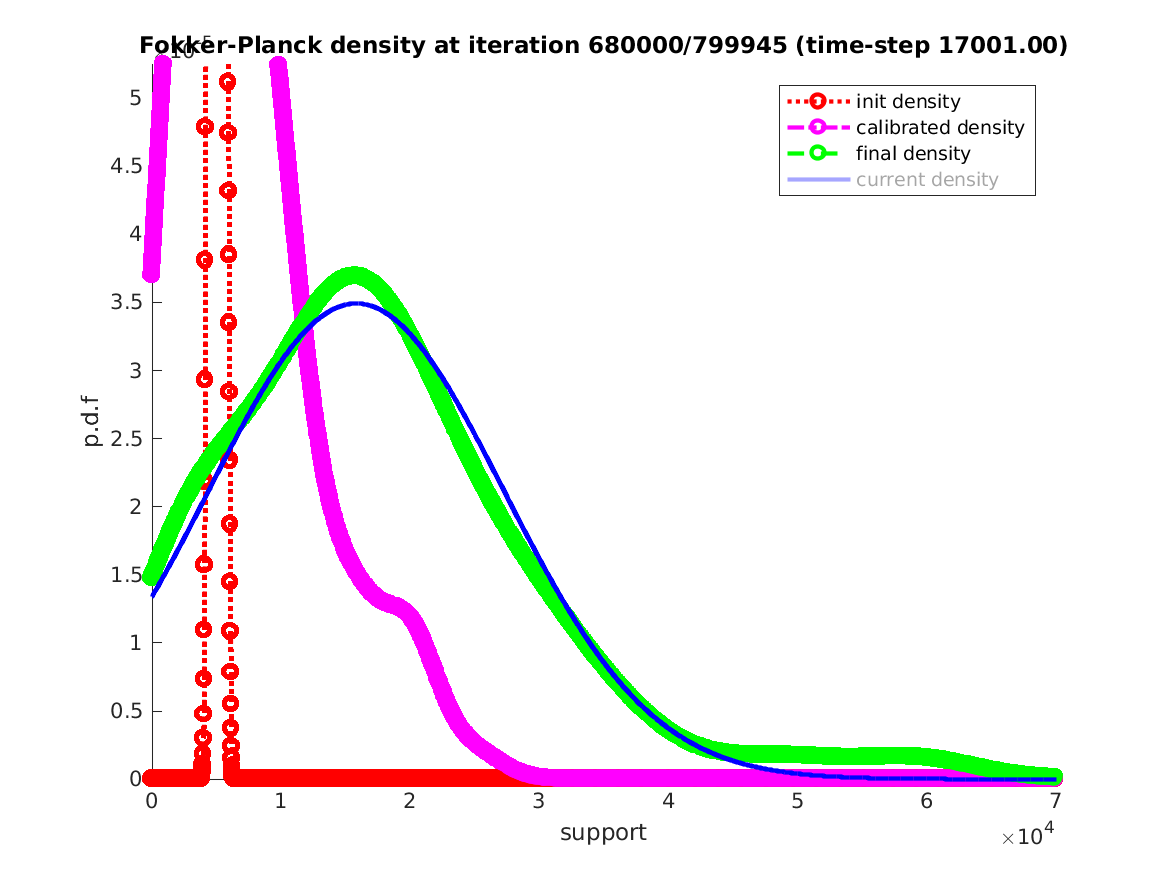 Fokker-Planck density at iteration 680000/799945 (time-step 17001.00)
init density
calibrated density
final density
current density
5
4.5
4
3.5
3
2.5
2
1.5
1
0.5
0
p.d.f
0 1 2 3 4 5 6 7
support
×10^4